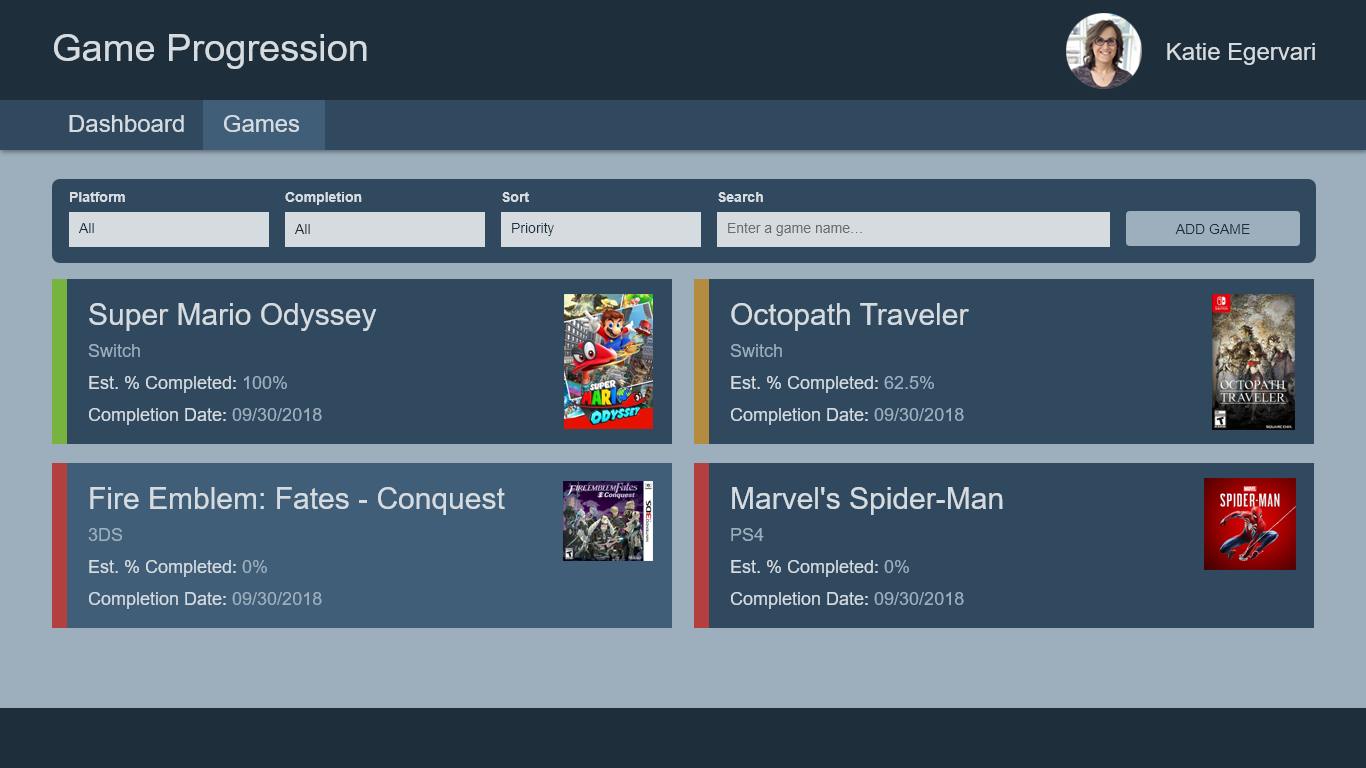 Game Progression
Katie Egervari
Dashboard
Games
Platform
Completion
Sort
Search
All
All
Priority
Enter a game name…
ADD GAME
Super Mario Odyssey
Switch
Est. % Completed: 100%
Completion Date: 09/30/2018
SUPER
MARIO
ODYSSEY
Octopath Traveler
Switch
Est. % Completed: 62.5%
Completion Date: 09/30/2018
OCTOPATH
TRAVELER
SQUARE ENIX
Fire Emblem: Fates - Conquest
3DS
Est. % Completed: 0%
Completion Date: 09/30/2018
FIRE EMBLEM Fates
Conquest
Marvel's Spider-Man
PS4
Est. % Completed: 0%
Completion Date: 09/30/2018
MARVEL
SPIDER-MAN